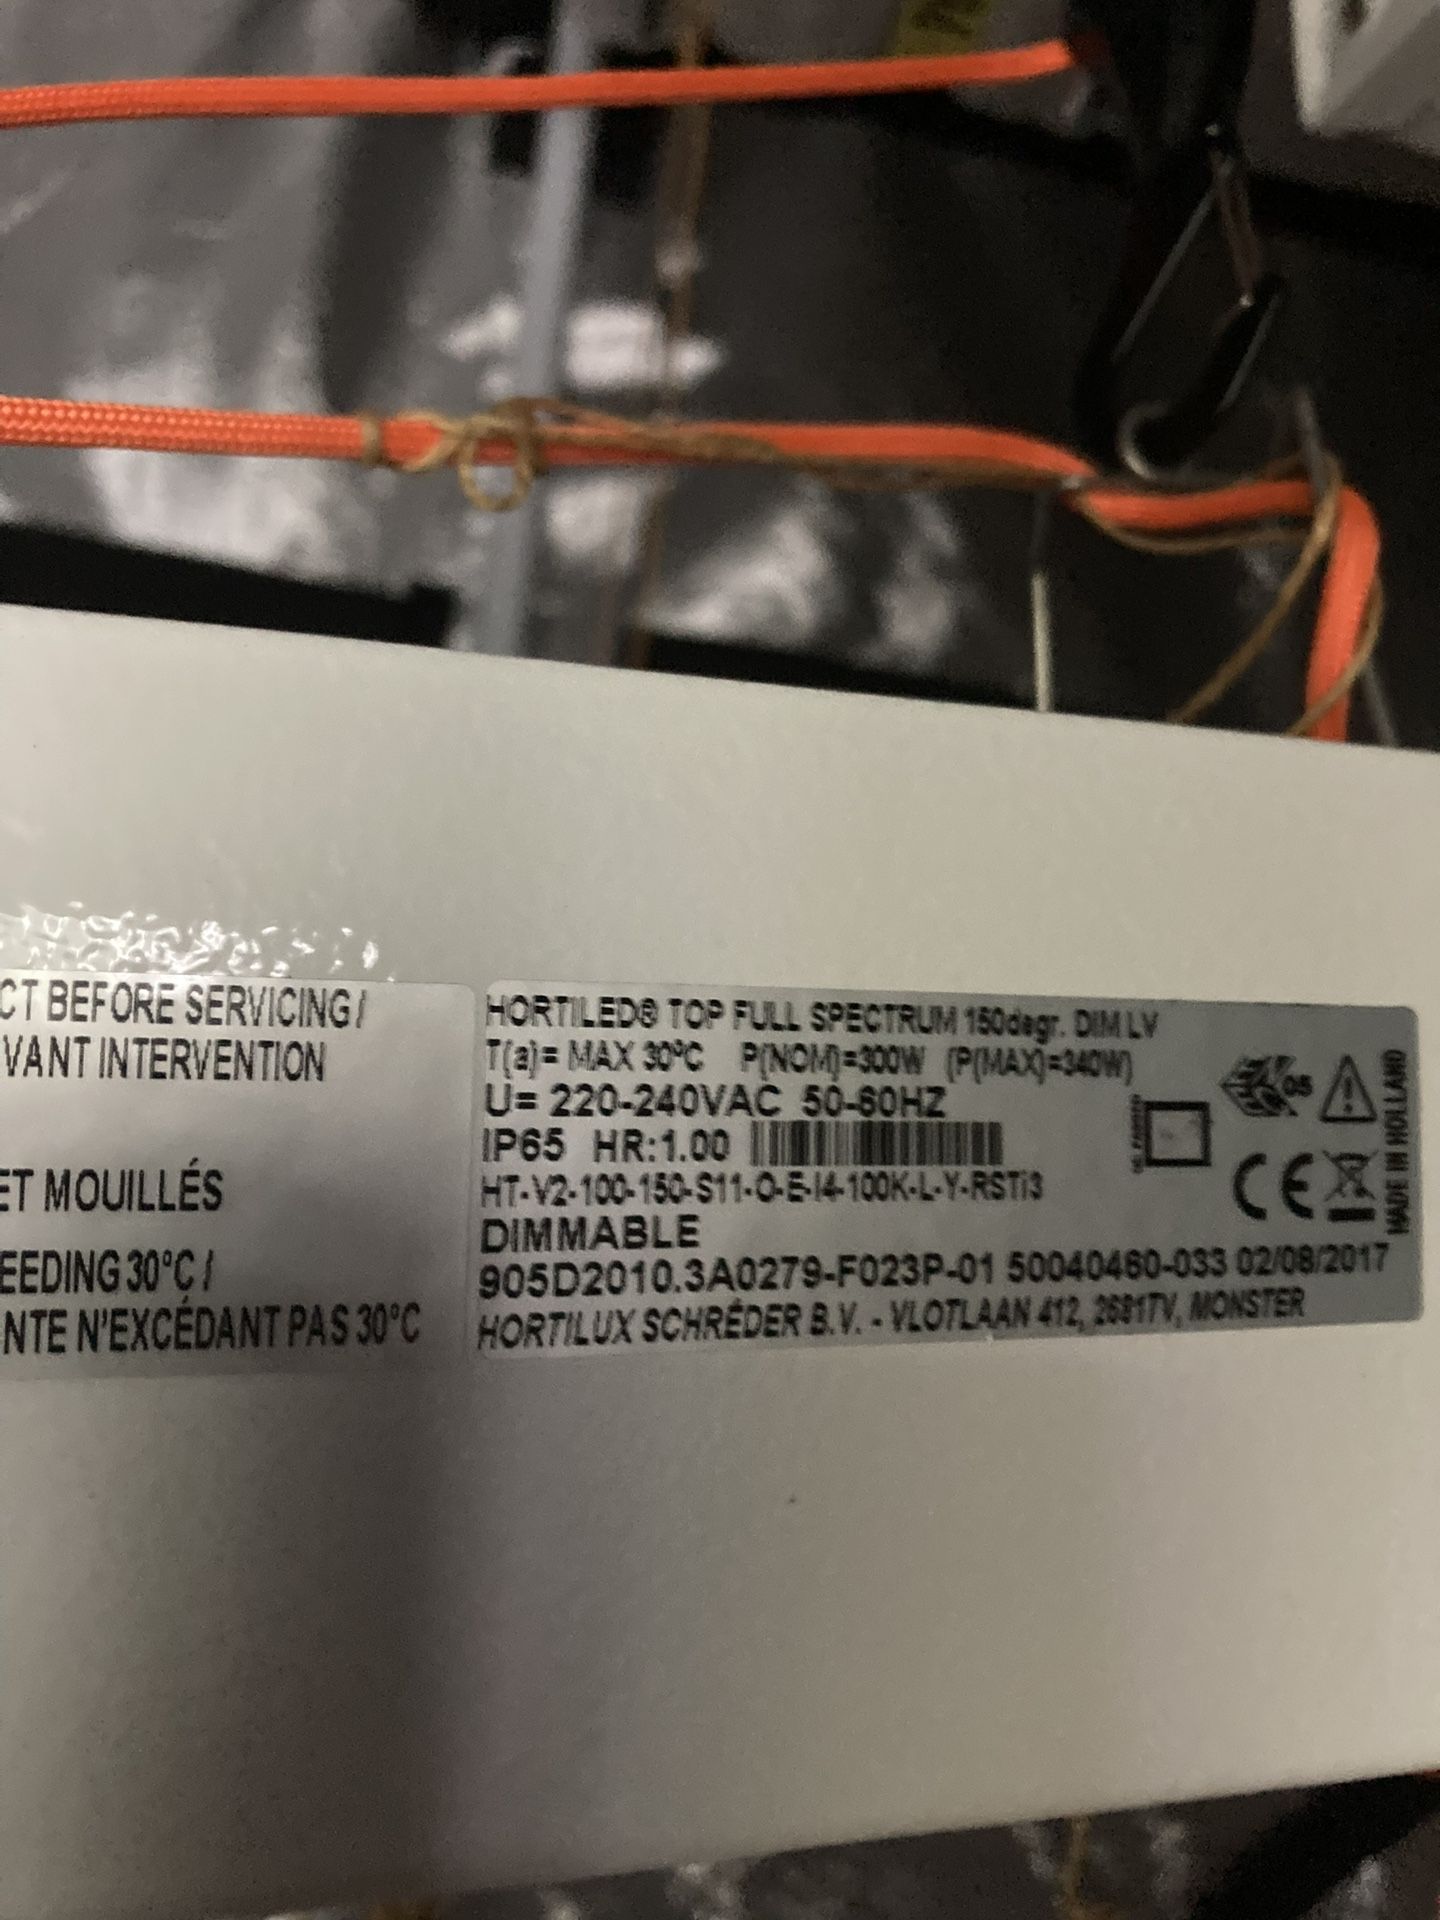 CT BEFORE SERVICING /
VANT INTERVENTION
ET MOUILLÉS
EEDING 30°C /
NTE N'EXCÉDANT PAS 30°C
HORTILED® TOP FULL SPECTRUM 150degr. DIM LV
T(a)= MAX 30°C P(NOM)=300W (P(MAX)=340W)
U= 220-240VAC 50-60HZ
IP65 HR:1.00
HT-V2-100-150-S11-O-E-I4-100K-L-Y-RSTi3
DIMMABLE
905D2010.3A0279-F023P-01 50040460-033 02/08/2017
HORTILUX SCHRÉDER B.V. - VLOTLAAN 412, 2681TV, MONSTER
05
CE
MADE IN HOLLAND